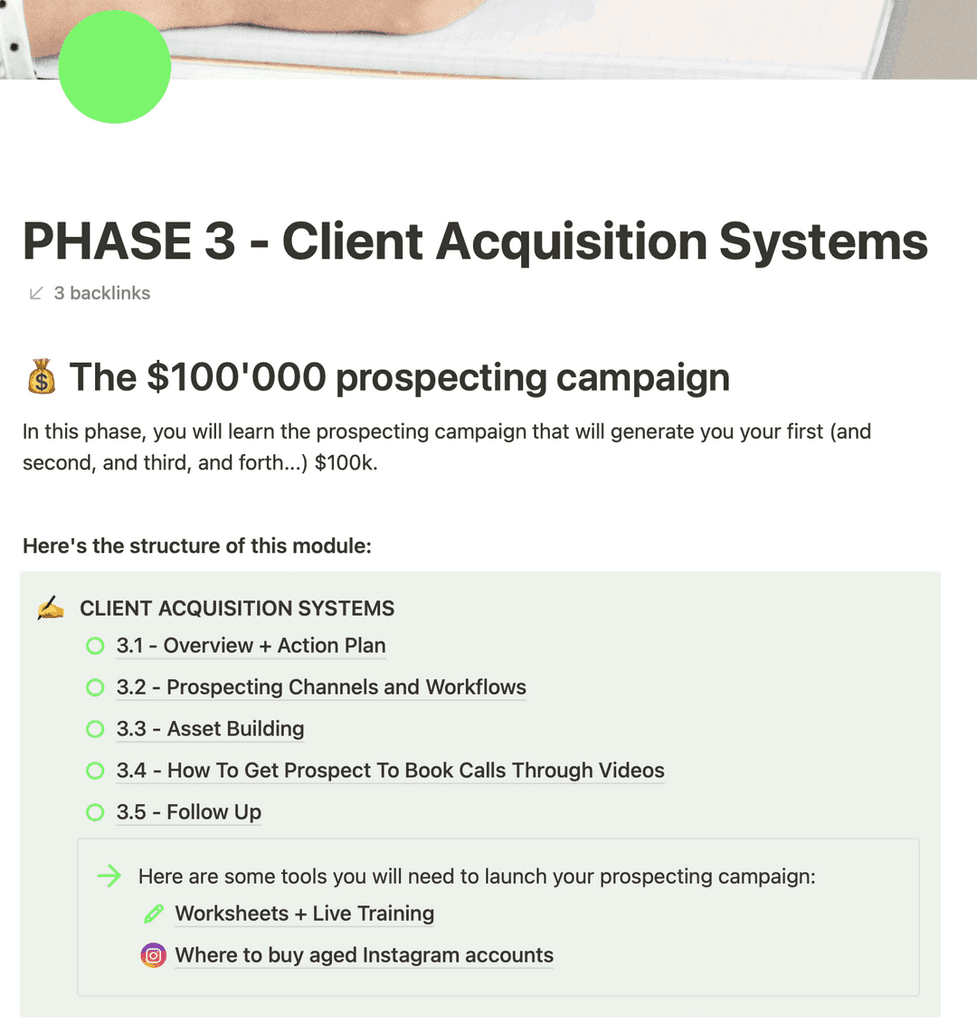 PHASE 3 - Client Acquisition Systems
3 backlinks
The $100'000 prospecting campaign
In this phase, you will learn the prospecting campaign that will generate you your first (and
second, and third, and forth...) $100k.
Here's the structure of this module:
CLIENT ACQUISITION SYSTEMS
3.1 - Overview + Action Plan
3.2 - Prospecting Channels and Workflows
3.3 - Asset Building
3.4 - How To Get Prospect To Book Calls Through Videos
3.5 - Follow Up
Here are some tools you will need to launch your prospecting campaign:
Worksheets + Live Training
Where to buy aged Instagram accounts